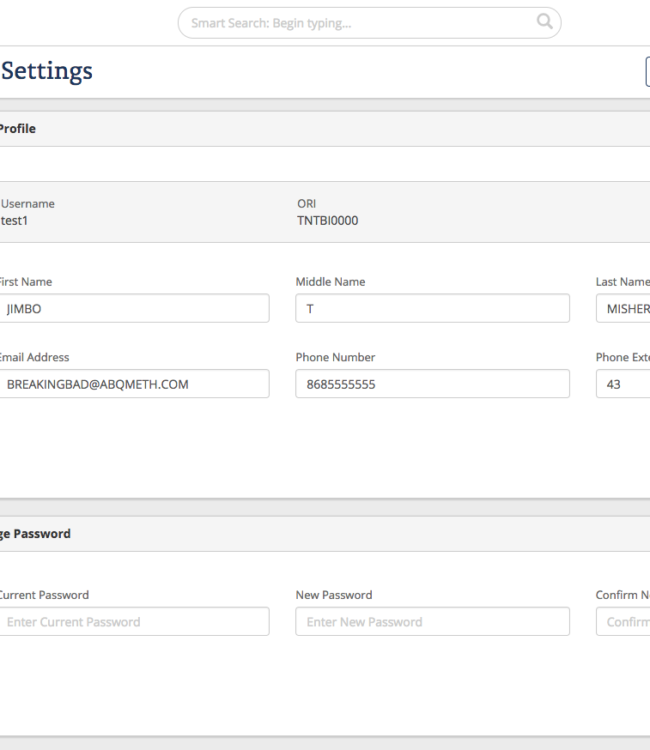 Smart Search: Begin typing...
Settings
Profile
Username
ORI
test1
TNTBI0000
First Name
Middle Name
Last Name
JIMBO
T
MISHER
Email Address
Phone Number
Phone Exte
BREAKINGBAD@ABQMETH.COM
8685555555
43
ge Password
Current Password
New Password
Confirm N
Enter Current Password
Enter New Password
Confirm